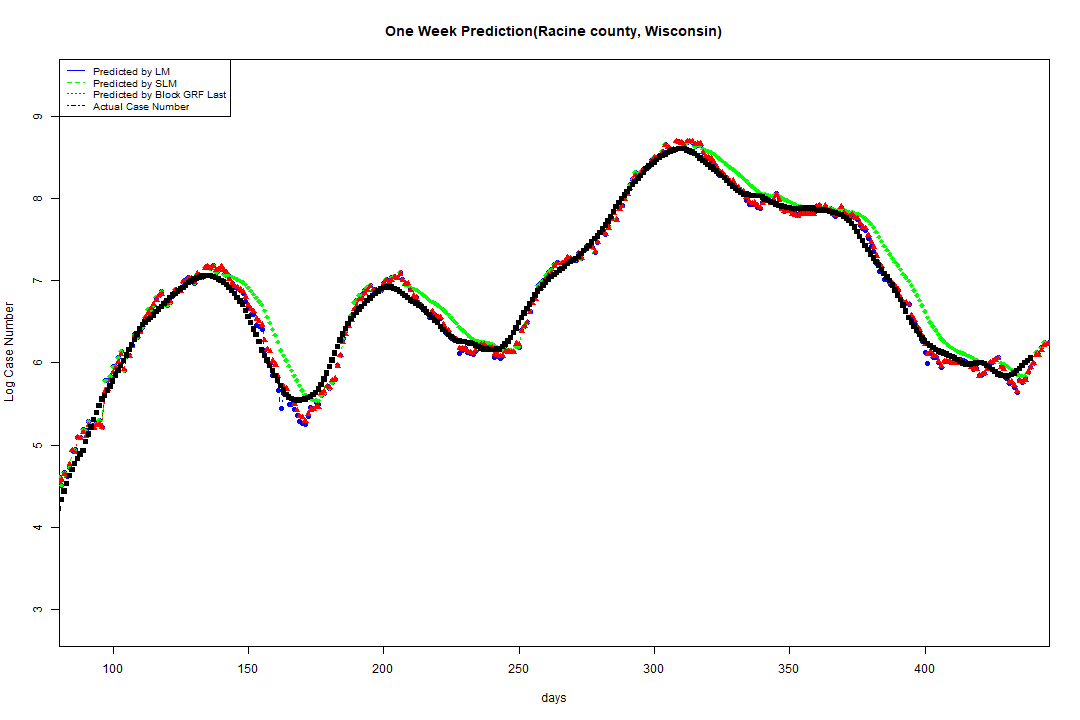 One Week Prediction(Racine county, Wisconsin)
Predicted by LM
Predicted by SLM
Predicted by Block GRF Last
Actual Case Number
9
8
7
6
5
4
3
Log Case Number
100 150 200 250 300 350 400
days